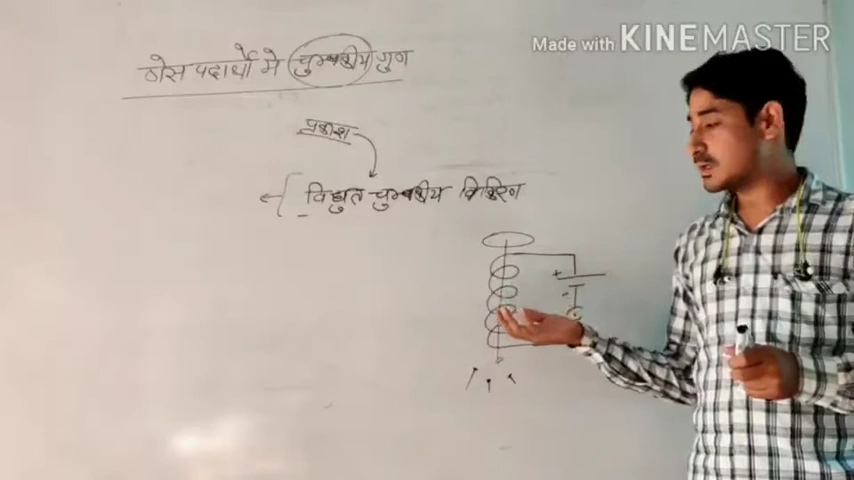 Made with KINEMASTER
ठोस पदार्थो मे चुम्बकीय गुण
प्रकाश
विद्युत चुम्बकीय विकिरण
+
-